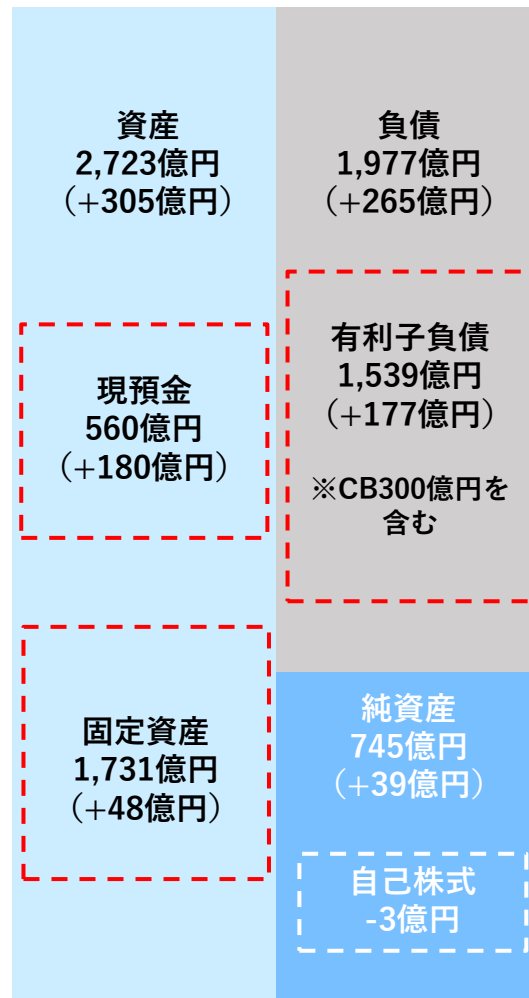 資産
2,723億円
（+305億円）
現預金
560億円
（+180億円）
固定資産
1,731億円
（+48億円）
負債
1,977億円
（+265億円）
有利子負債
1,539億円
（+177億円）
※CB300億円を
含む
純資産
745億円
（+39億円）
自己株式
-3億円